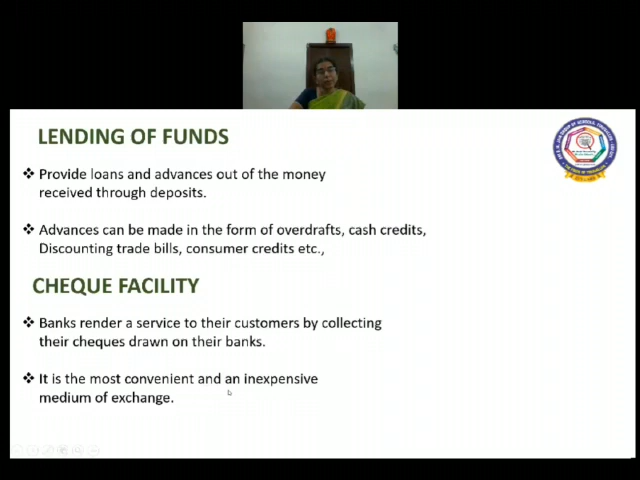 LENDING OF FUNDS
❖ Provide loans and advances out of the money
received through deposits.
❖ Advances can be made in the form of overdrafts, cash credits,
Discounting trade bills, consumer credits etc.,
CHEQUE FACILITY
❖ Banks render a service to their customers by collecting
their cheques drawn on their banks.
❖ It is the most convenient and an inexpensive
medium of exchange.